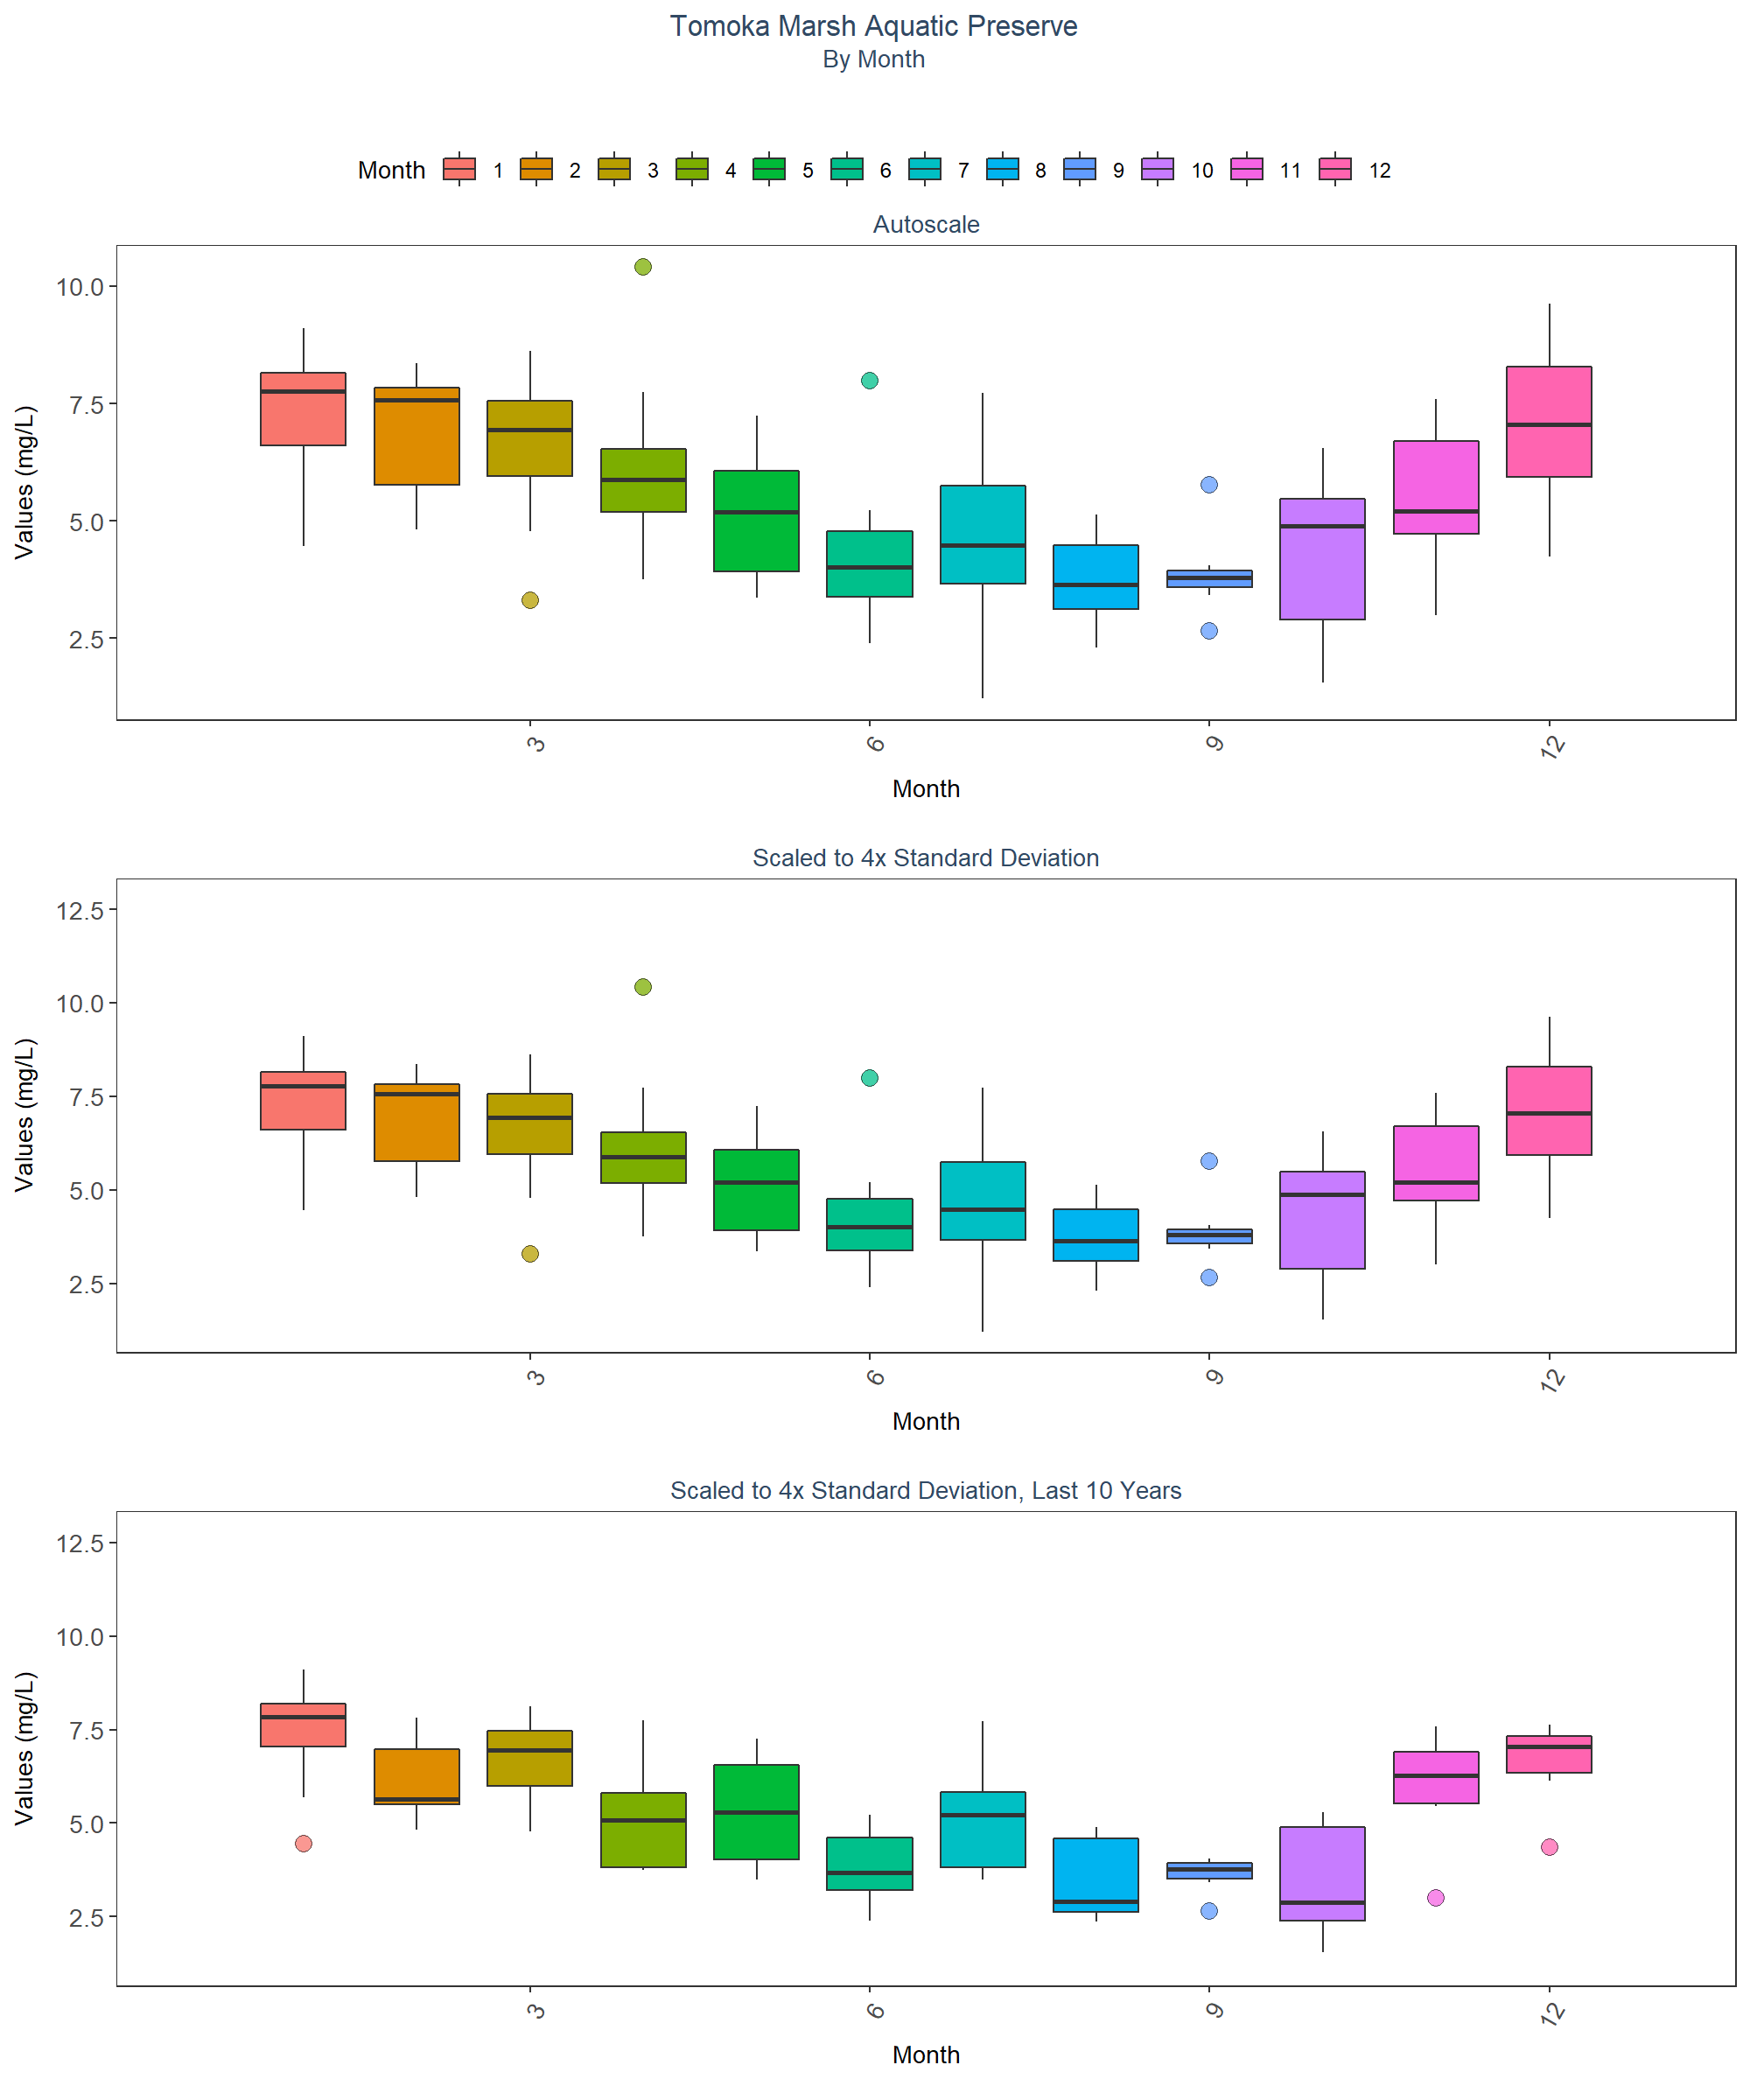 Tomoka Marsh Aquatic Preserve
By Month
Month 1 2 3 4 5 6 7 8 9 10 11 12
Autoscale
Values (mg/L)
10.0
7.5
5.0
2.5
3 6 9 12
Month
Scaled to 4x Standard Deviation
Values (mg/L)
12.5
10.0
7.5
5.0
2.5
3 6 9 12
Month
Scaled to 4x Standard Deviation, Last 10 Years
Values (mg/L)
12.5
10.0
7.5
5.0
2.5
3 6 9 12
Month